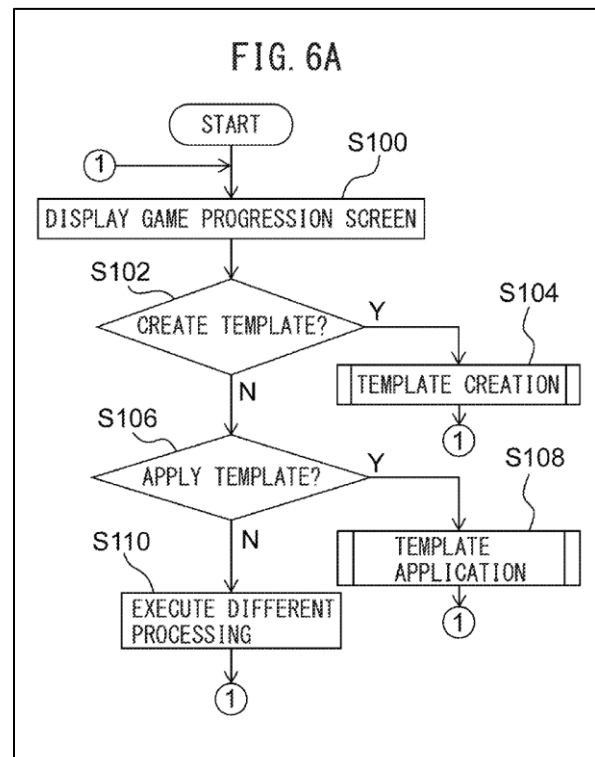 FIG. 6A
START
1
S100
DISPLAY GAME PROGRESSION SCREEN
S102
CREATE TEMPLATE?
Y
S104
TEMPLATE CREATION
1
N
S106
APPLY TEMPLATE?
Y
S108
TEMPLATE
APPLICATION
1
N
S110
EXECUTE DIFFERENT
PROCESSING
1